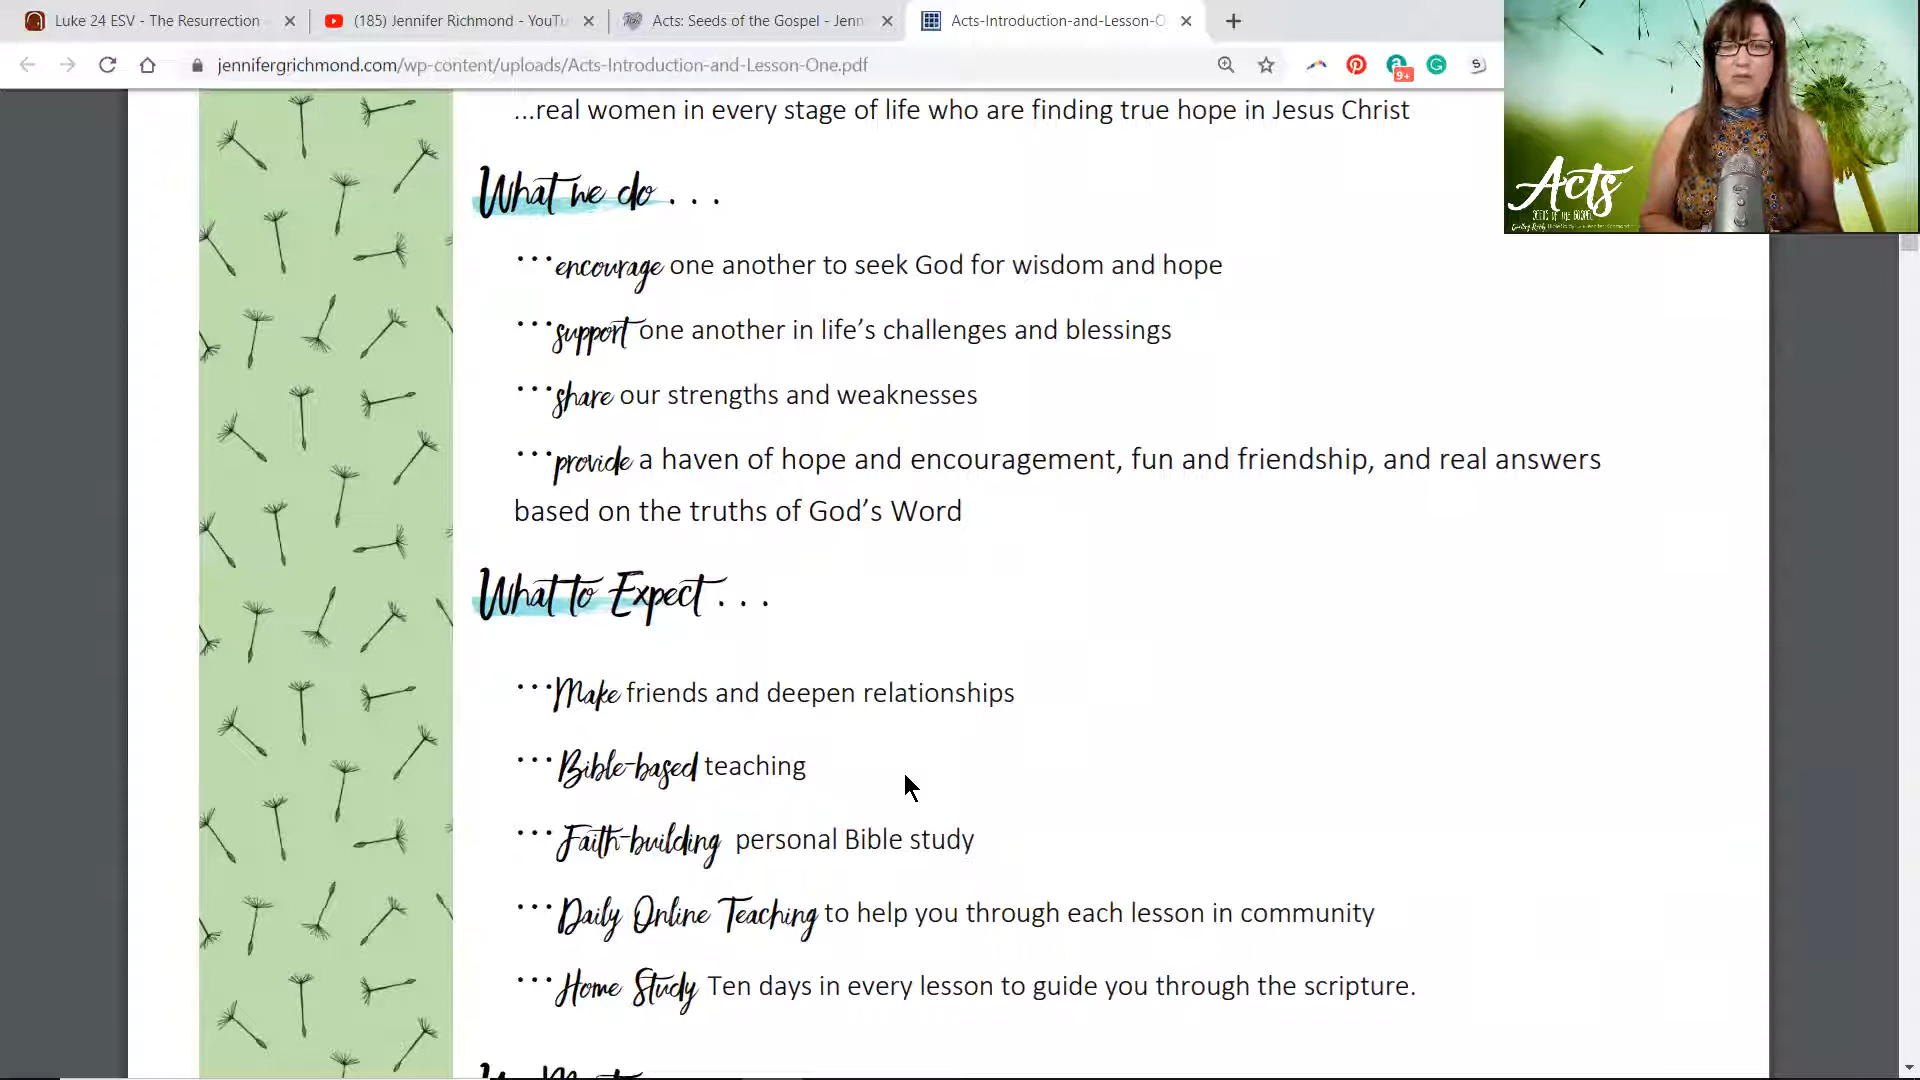 Luke 24 ESV - The Resurrection
(185) Jennifer Richmond - YouTu
Acts: Seeds of the Gospel - Jenn
Acts-Introduction-and-Lesson-O
jennifergrichmond.com/wp-content/uploads/Acts-Introduction-and-Lesson-One.pdf
9+
Acts
SEEDS OF THE GOSPEL
...real women in every stage of life who are finding true hope in Jesus Christ
What we do . . .
...encourage one another to seek God for wisdom and hope
...support one another in life’s challenges and blessings
...share our strengths and weaknesses
...provide a haven of hope and encouragement, fun and friendship, and real answers
based on the truths of God’s Word
What to Expect . . .
...Make friends and deepen relationships
...Bible-based teaching
...Faith-building personal Bible study
...Daily Online Teaching to help you through each lesson in community
...Home Study Ten days in every lesson to guide you through the scripture.